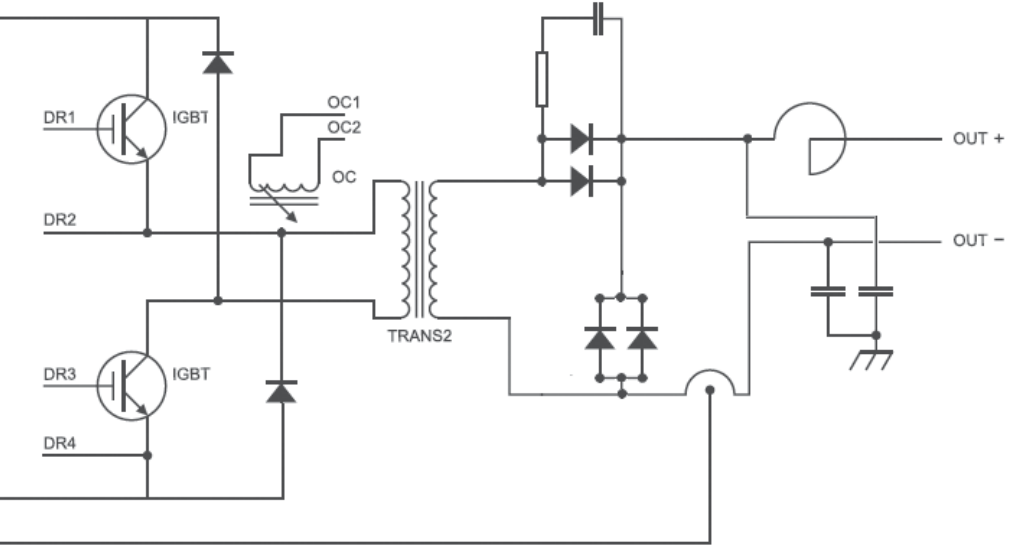 OC1
DR1
IGBT
OC2
OUT +
OC
DR2
OUT −
TRANS2
DR3
IGBT
DR4